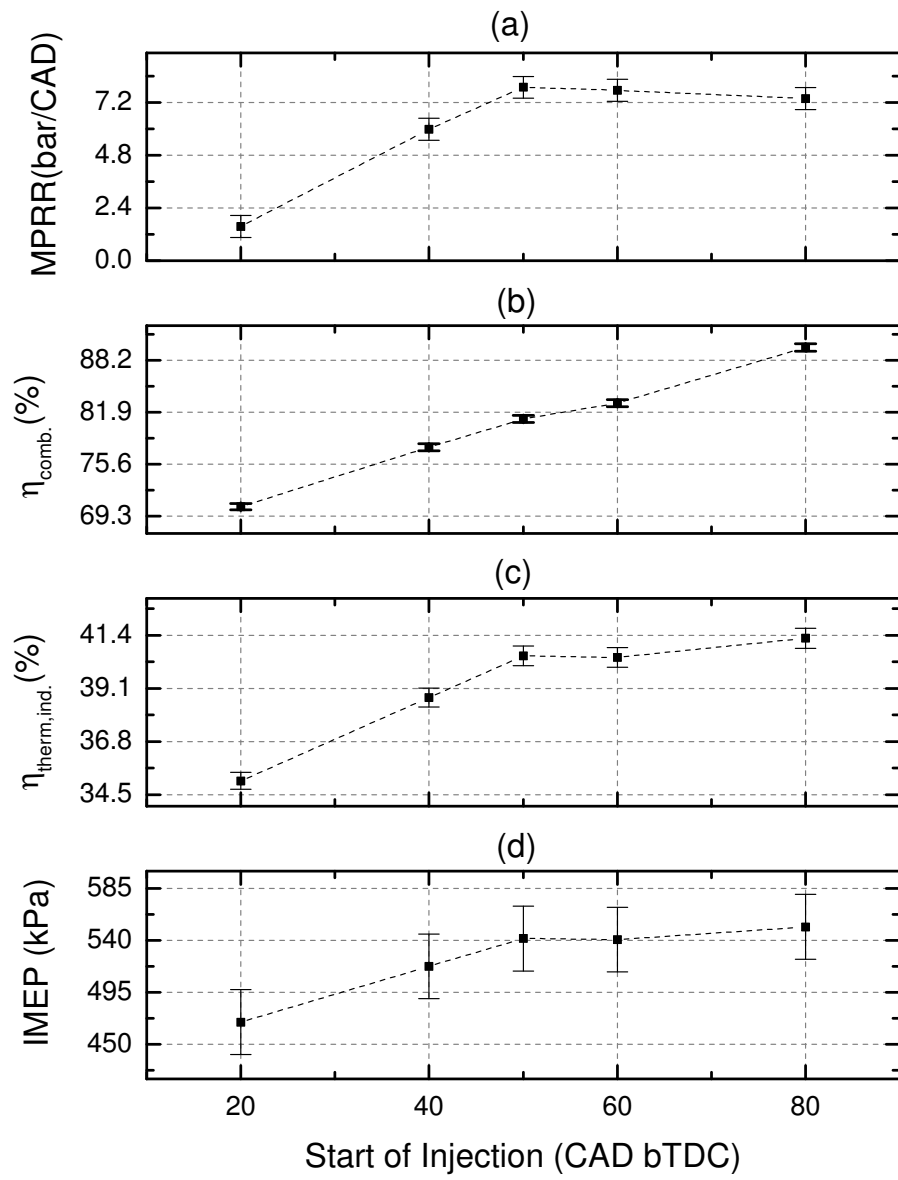 (a)
MPRR(bar/CAD)
7.2
4.8
2.4
0.0
(b)
η_comb.(%)
88.2
81.9
75.6
69.3
(c)
η_therm,ind.(%)
41.4
39.1
36.8
34.5
(d)
IMEP (kPa)
585
540
495
450
20 40 60 80
Start of Injection (CAD bTDC)